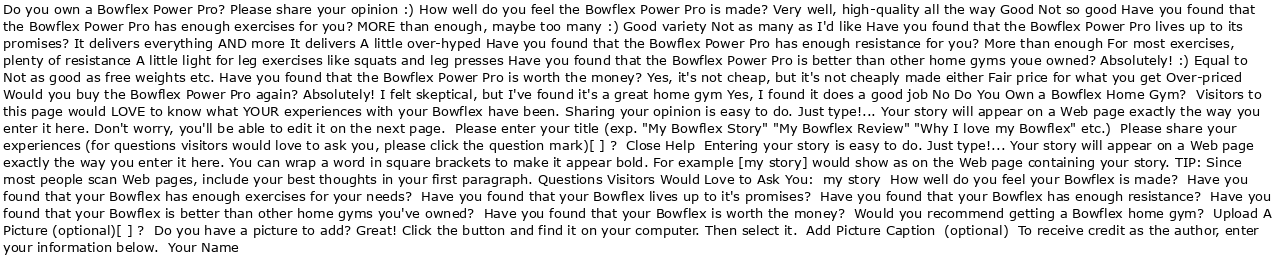 Do you own a Bowflex Power Pro? Please share your opinion :) How well do you feel the Bowflex Power Pro is made? Very well, high-quality all the way Good Not so good Have you found that
the Bowflex Power Pro has enough exercises for you? MORE than enough, maybe too many :) Good variety Not as many as I'd like Have you found that the Bowflex Power Pro lives up to its
promises? It delivers everything AND more It delivers A little over-hyped Have you found that the Bowflex Power Pro has enough resistance for you? More than enough For most exercises,
plenty of resistance A little light for leg exercises like squats and leg presses Have you found that the Bowflex Power Pro is better than other home gyms youe owned? Absolutely! :) Equal to
Not as good as free weights etc. Have you found that the Bowflex Power Pro is worth the money? Yes, it's not cheap, but it's not cheaply made either Fair price for what you get Over-priced
Would you buy the Bowflex Power Pro again? Absolutely! I felt skeptical, but I've found it's a great home gym Yes, I found it does a good job No Do You Own a Bowflex Home Gym?  Visitors to
this page would LOVE to know what YOUR experiences with your Bowflex have been. Sharing your opinion is easy to do. Just type!... Your story will appear on a Web page exactly the way you
enter it here. Don't worry, you'll be able to edit it on the next page.  Please enter your title (exp. "My Bowflex Story" "My Bowflex Review" "Why I love my Bowflex" etc.)  Please share your
experiences (for questions visitors would love to ask you, please click the question mark)[ ] ?  Close Help  Entering your story is easy to do. Just type!... Your story will appear on a Web page
exactly the way you enter it here. You can wrap a word in square brackets to make it appear bold. For example [my story] would show as on the Web page containing your story. TIP: Since
most people scan Web pages, include your best thoughts in your first paragraph. Questions Visitors Would Love to Ask You:  my story  How well do you feel your Bowflex is made?  Have you
found that your Bowflex has enough exercises for your needs?  Have you found that your Bowflex lives up to it's promises?  Have you found that your Bowflex has enough resistance?  Have you
found that your Bowflex is better than other home gyms you've owned?  Have you found that your Bowflex is worth the money?  Would you recommend getting a Bowflex home gym?  Upload A
Picture (optional)[ ] ?  Do you have a picture to add? Great! Click the button and find it on your computer. Then select it.  Add Picture Caption  (optional)  To receive credit as the author, enter
your information below.  Your Name